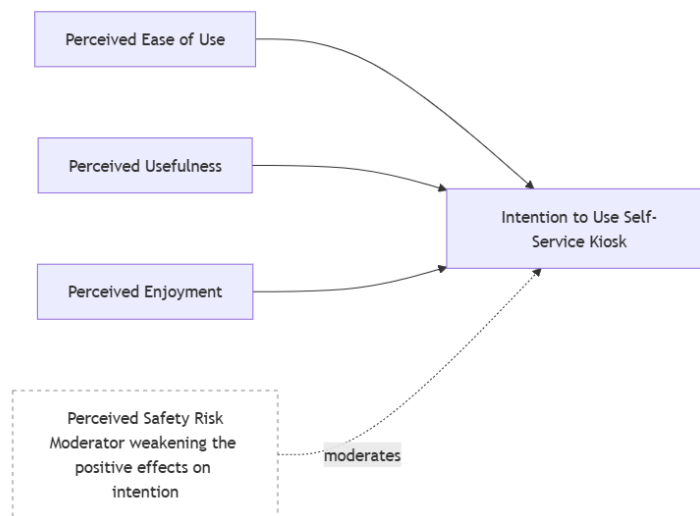 Perceived Ease of Use
Perceived Usefulness
Intention to Use Self-
Service Kiosk
Perceived Enjoyment
Perceived Safety Risk
Moderator weakening the
positive effects on
intention
moderates